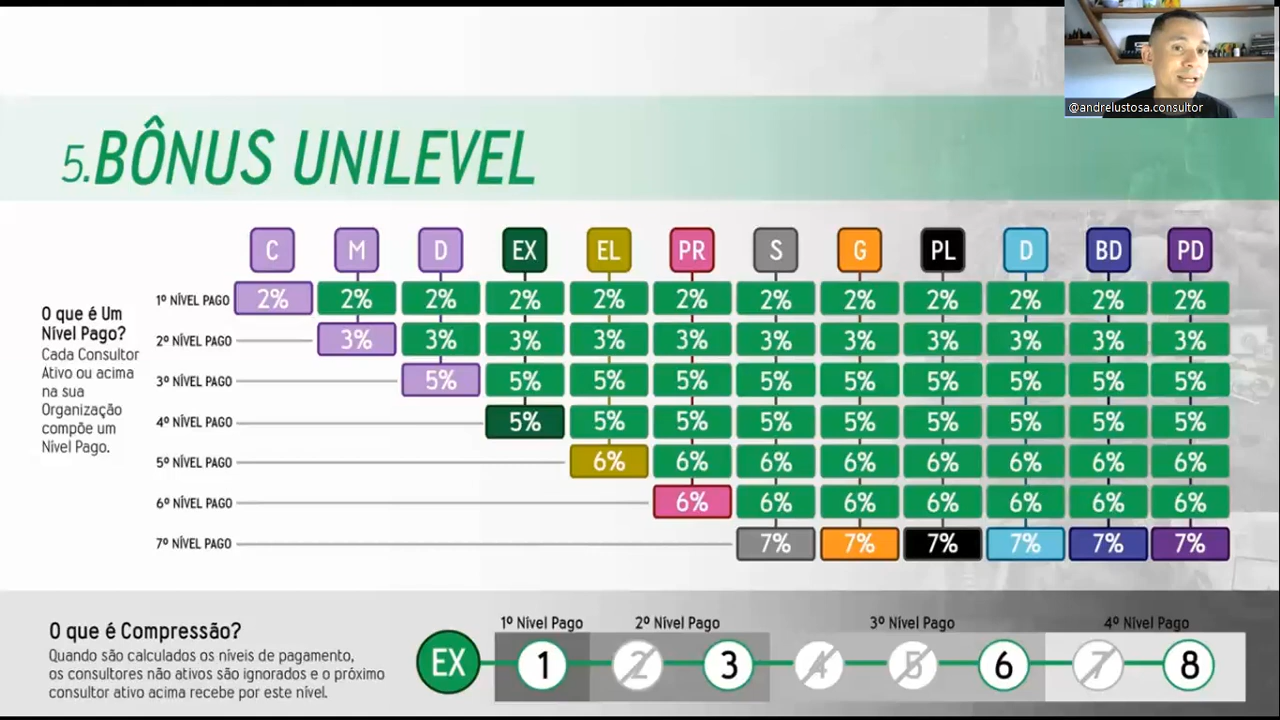 @andrelustosa.consultor
5.BÔNUS UNILEVEL
C M D EX EL PR S G PL D BD PD
O que é Um
Nível Pago?
Cada Consultor
Ativo ou acima
na sua
Organização
compõe um
Nível Pago.
1º NÍVEL PAGO 2% 2% 2% 2% 2% 2% 2% 2% 2% 2% 2% 2%
2º NÍVEL PAGO 3% 3% 3% 3% 3% 3% 3% 3% 3% 3% 3%
3º NÍVEL PAGO 5% 5% 5% 5% 5% 5% 5% 5% 5% 5%
4º NÍVEL PAGO 5% 5% 5% 5% 5% 5% 5% 5% 5%
5º NÍVEL PAGO 6% 6% 6% 6% 6% 6% 6% 6%
6º NÍVEL PAGO 6% 6% 6% 6% 6% 6% 6%
7º NÍVEL PAGO 7% 7% 7% 7% 7% 7%
O que é Compressão?
Quando são calculados os níveis de pagamento,
os consultores não ativos são ignorados e o próximo
consultor ativo acima recebe por este nível.
1º Nível Pago 2º Nível Pago 3º Nível Pago 4º Nível Pago
EX 1 2 3 4 5 6 7 8